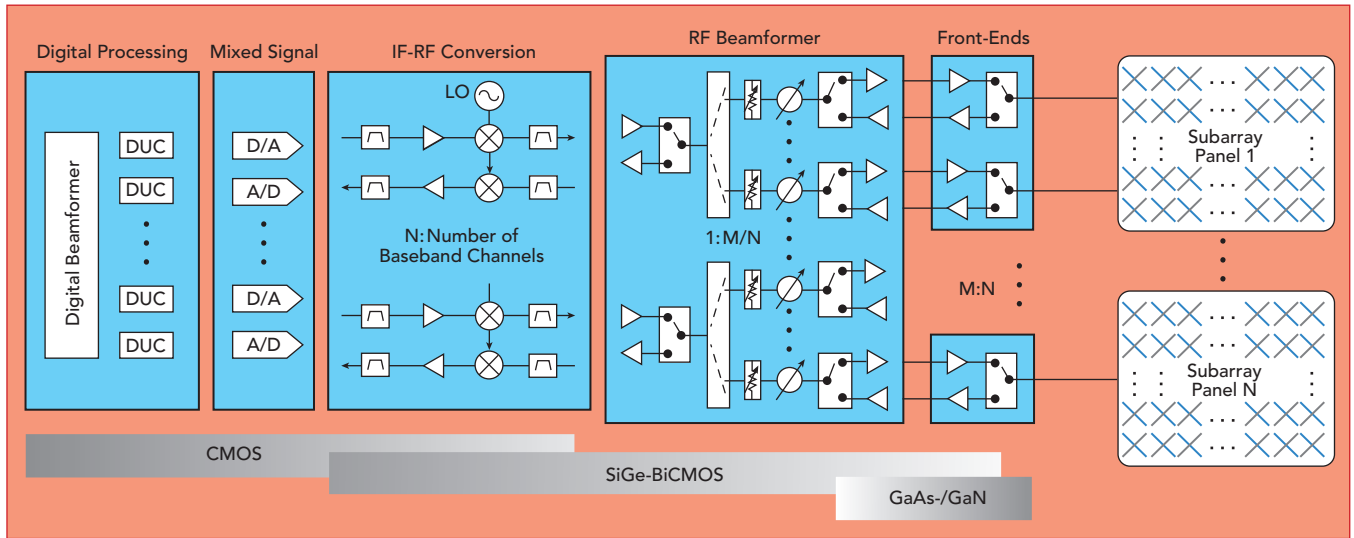 Digital Processing
Mixed Signal
IF-RF Conversion
RF Beamformer
Front-Ends
Digital Beamformer
DUC
DUC
DUC
DUC
D/A
A/D
D/A
A/D
LO
N: Number of
Baseband Channels
1:M/N
M:N
Subarray
Panel 1
Subarray
Panel N
CMOS
SiGe-BiCMOS
GaAs-/GaN